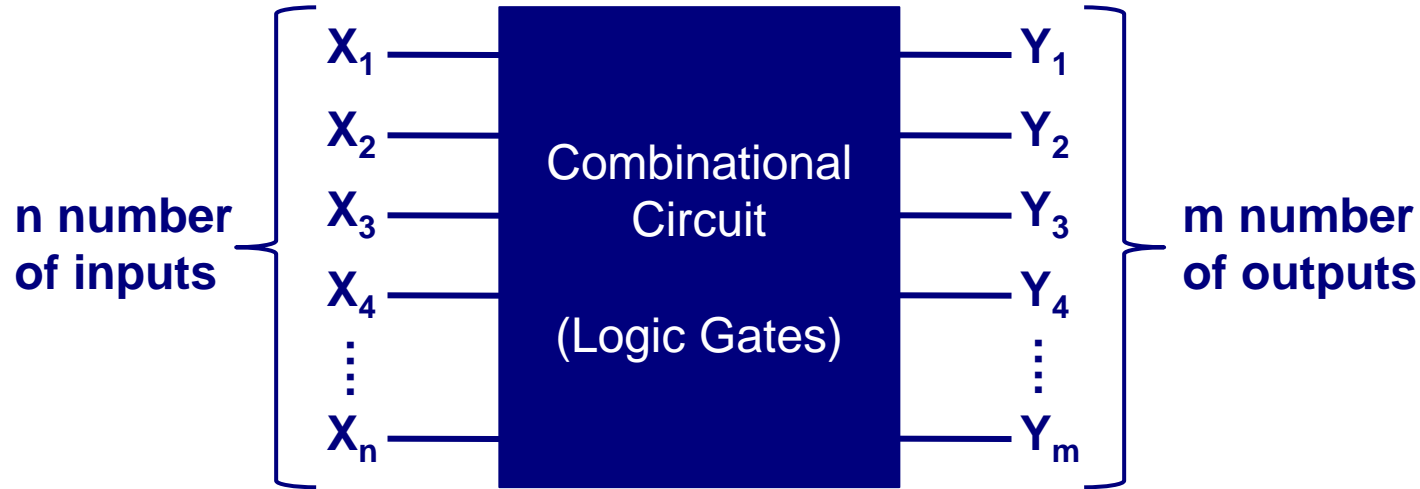 n number
of inputs
X₁
X₂
X₃
X₄
Xₙ
Combinational
Circuit
(Logic Gates)
Y₁
Y₂
Y₃
Y₄
Yₘ
m number
of outputs